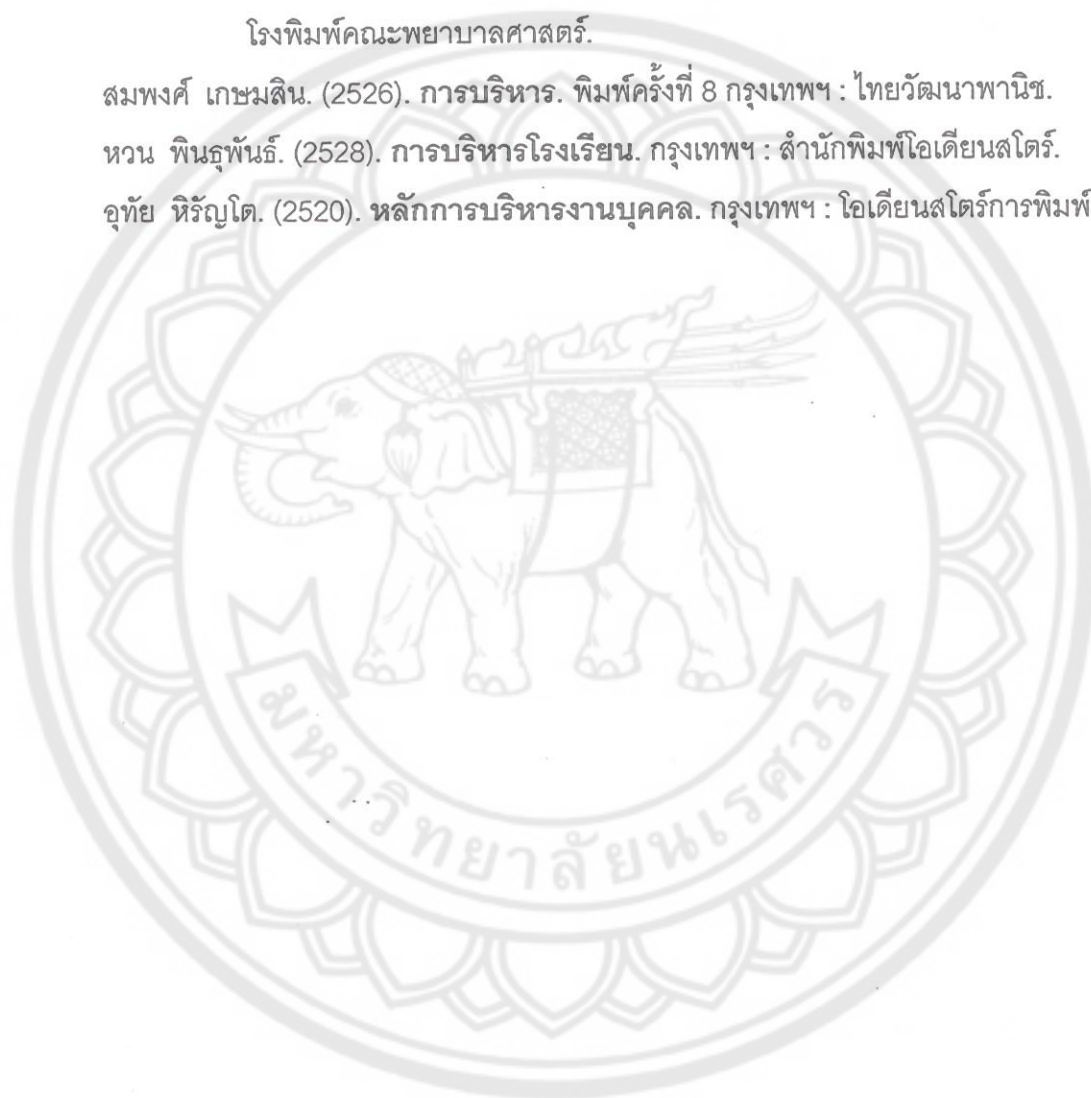 โรงพิมพ์คณะพยาบาลศาสตร์.
สมพงศ์ เกษมสิน. (2526). การบริหาร. พิมพ์ครั้งที่ 8 กรุงเทพฯ : ไทยวัฒนาพานิช.
หวน พินธุพันธ์. (2528). การบริหารโรงเรียน. กรุงเทพฯ : สำนักพิมพ์โอเดียนสโตร์.
อุทัย หิรัญโต. (2520). หลักการบริหารงานบุคคล. กรุงเทพฯ : โอเดียนสโตร์การพิมพ์
มหาวิทยาลัยนเรศวร